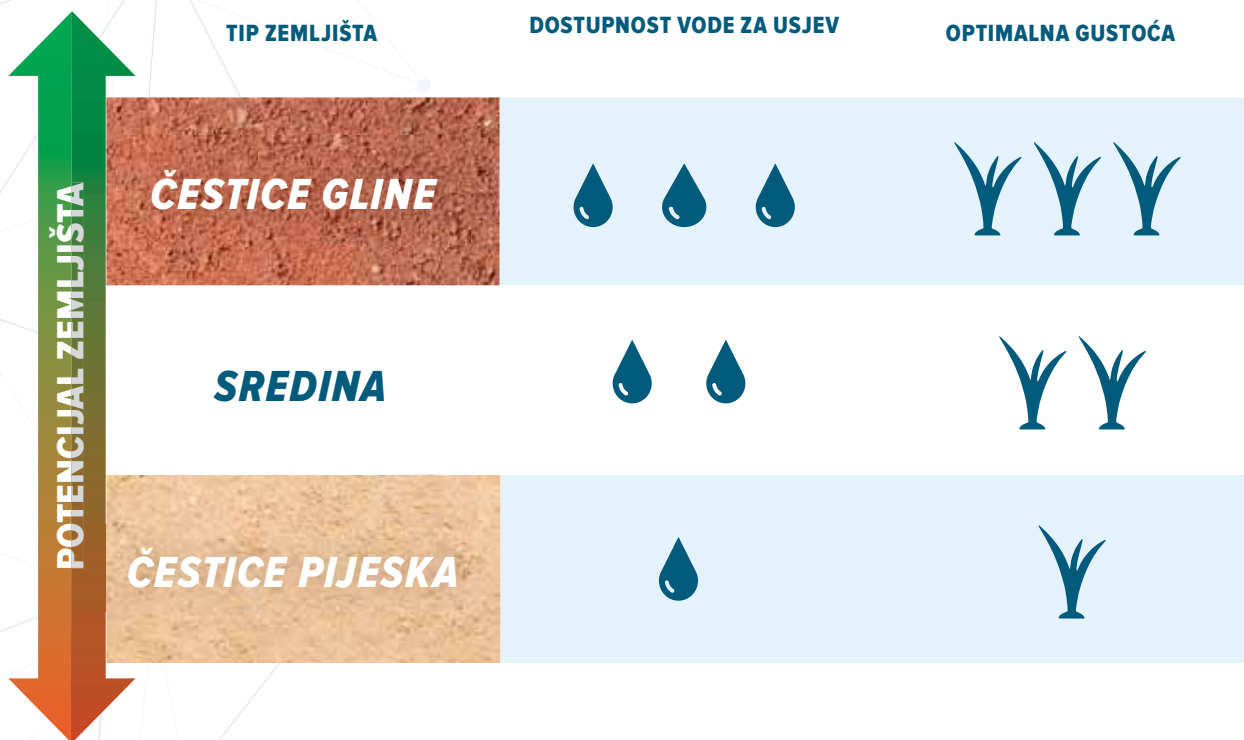 TIP ZEMLJIŠTA
DOSTUPNOST VODE ZA USJEV
OPTIMALNA GUSTOĆA
POTENCIJAL ZEMLJIŠTA
ČESTICE GLINE
SREDINA
ČESTICE PIJESKA